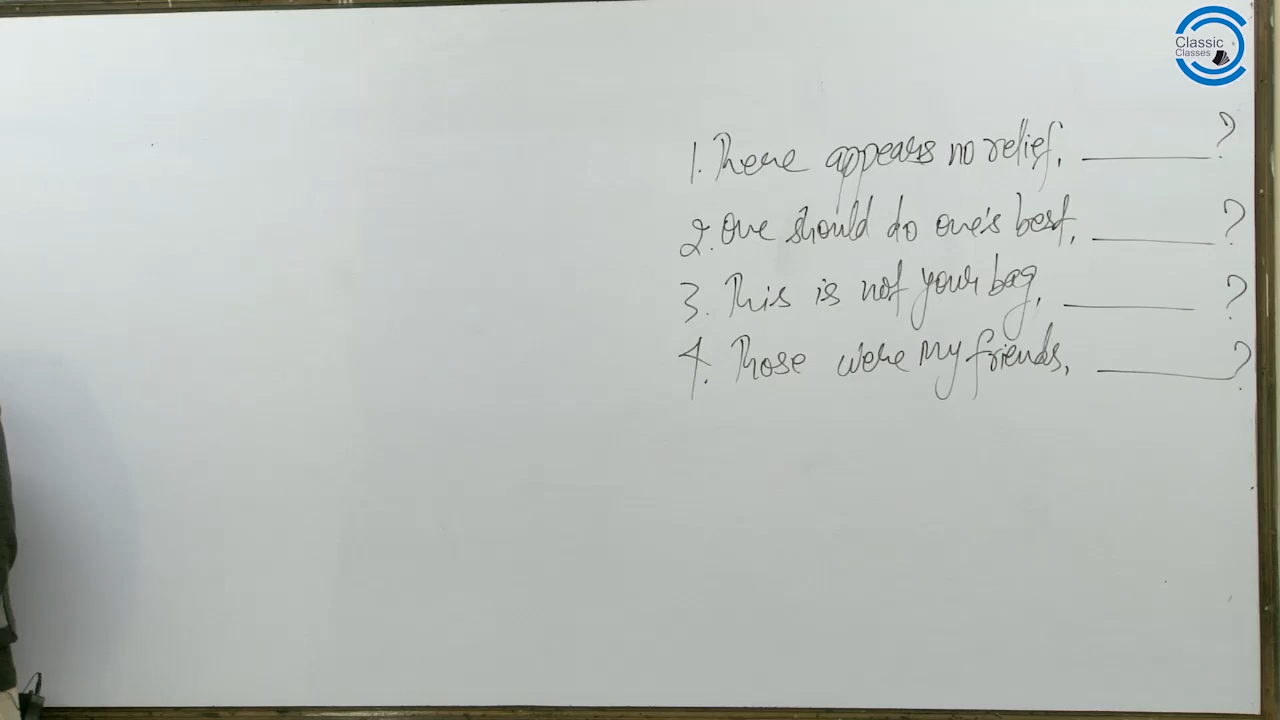 Classic
Classes
1. There appears no relief, ______?
2. One should do one's best, ______?
3. This is not your bag, ______?
4. Those were my friends, ______?